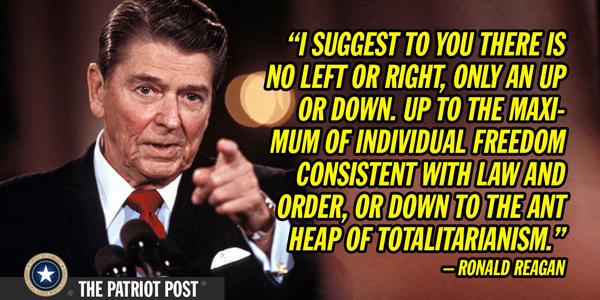 “I SUGGEST TO YOU THERE IS
NO LEFT OR RIGHT, ONLY AN UP
OR DOWN. UP TO THE MAXI-
MUM OF INDIVIDUAL FREEDOM
CONSISTENT WITH LAW AND
ORDER, OR DOWN TO THE ANT
HEAP OF TOTALITARIANISM.”
— RONALD REAGAN
THE PATRIOT POST